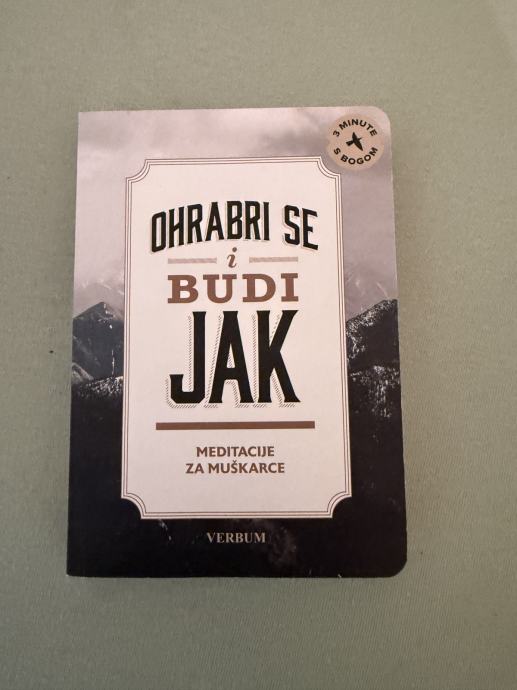 3 MINUTE
S BOGOM
OHRABRI SE
i
BUDI
JAK
MEDITACIJE
ZA MUŠKARCE
VERBUM